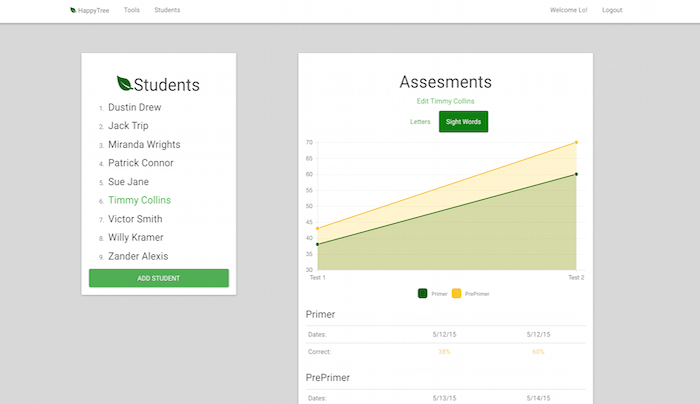 HappyTree Tools Students Welcome Lo! Logout
Students
1. Dustin Drew
2. Jack Trip
3. Miranda Wrights
4. Patrick Connor
5. Sue Jane
6. Timmy Collins
7. Victor Smith
8. Willy Kramer
9. Zander Alexis
ADD STUDENT
Assesments
Edit Timmy Collins
Letters Sight Words
70
65
60
55
50
45
40
35
30
Test 1 Test 2
Primer PrePrimer
Primer
Dates: 5/12/15 5/12/15
Correct: 38% 60%
PrePrimer
Dates: 5/13/15 5/14/15